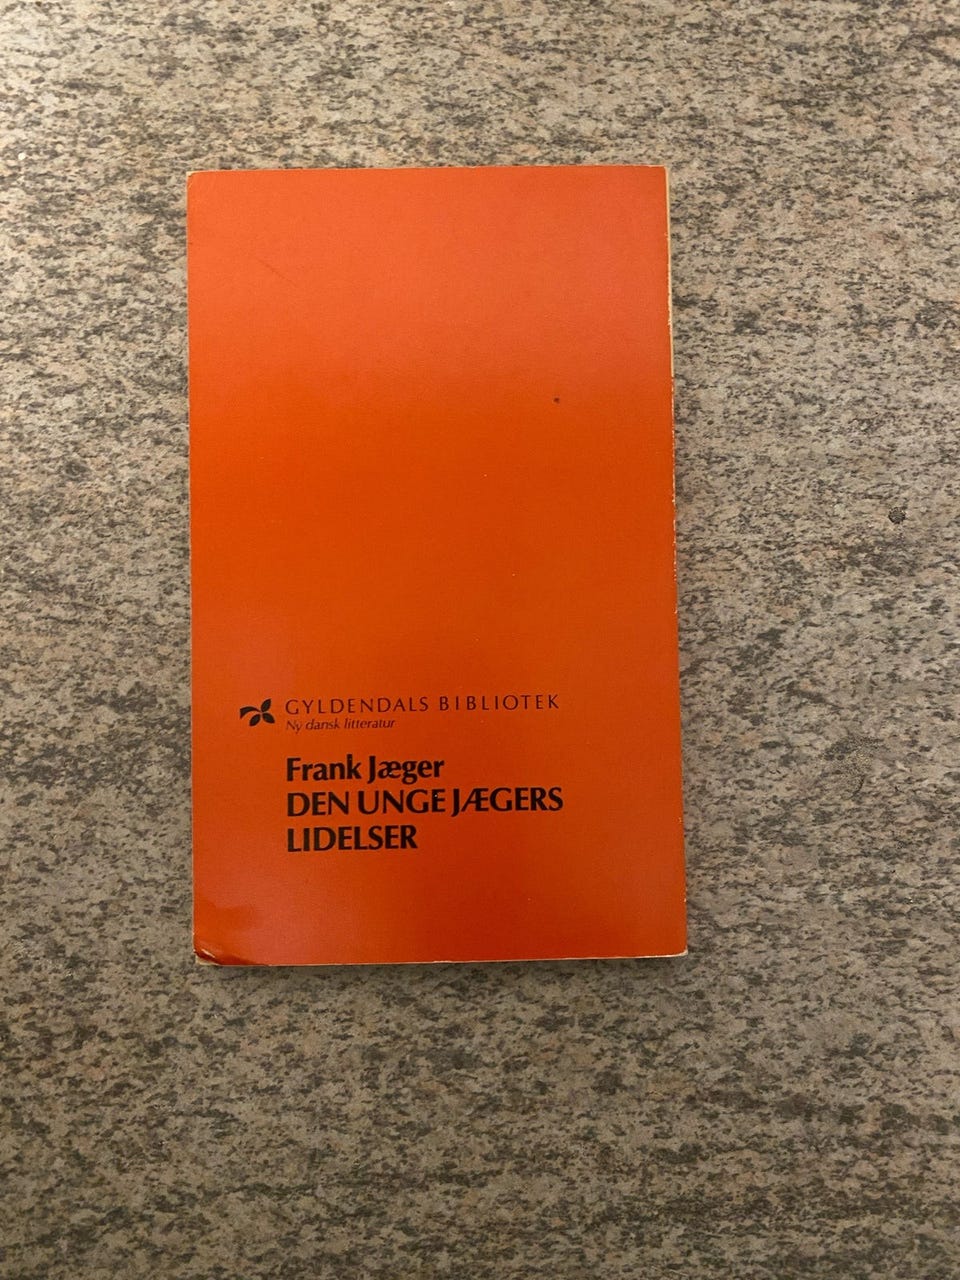 GYLDENDALS BIBLIOTEK
Ny dansk litteratur
Frank Jæger
DEN UNGE JÆGERS
LIDELSER